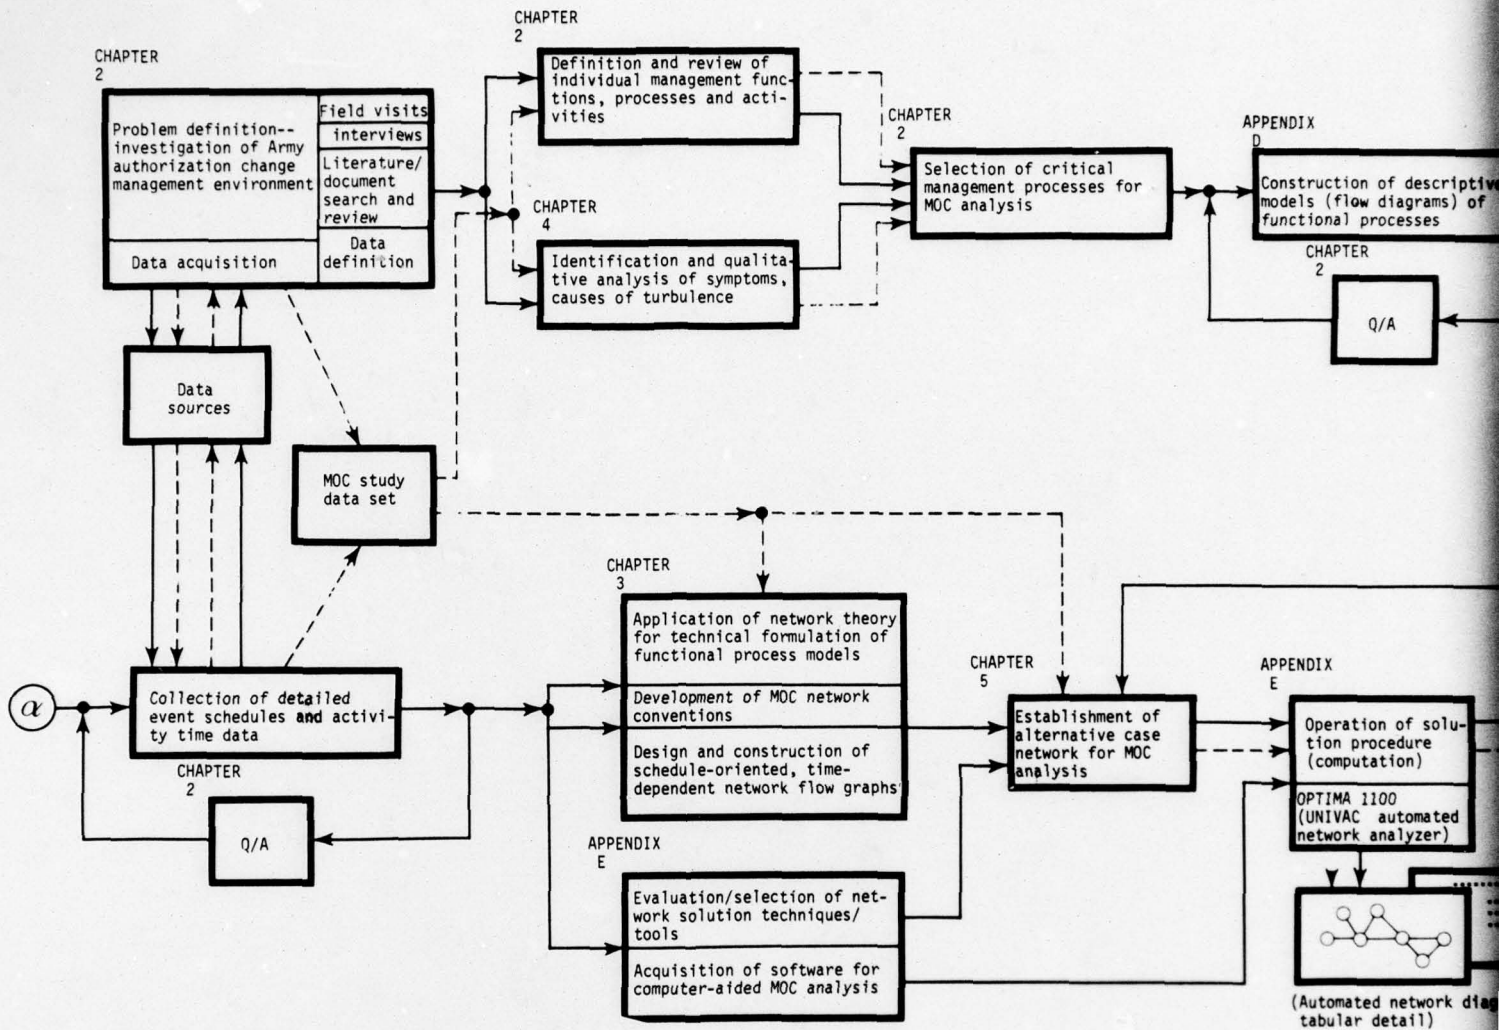 CHAPTER
2
Problem definition--
investigation of Army
authorization change
management environment
Data acquisition
Field visits
interviews
Literature/
document
search and
review
Data
definition
CHAPTER
2
Definition and review of
individual management func-
tions, processes and acti-
vities
CHAPTER
4
Identification and qualita-
tive analysis of symptoms,
causes of turbulence
CHAPTER
2
Selection of critical
management processes for
MOC analysis
APPENDIX
D
Construction of descriptive
models (flow diagrams) of
functional processes
CHAPTER
2
Q/A
Data
sources
MOC study
data set
α
Collection of detailed
event schedules and activi-
ty time data
CHAPTER
2
Q/A
CHAPTER
3
Application of network theory
for technical formulation of
functional process models
Development of MOC network
conventions
Design and construction of
schedule-oriented, time-
dependent network flow graphs
APPENDIX
E
Evaluation/selection of net-
work solution techniques/
tools
Acquisition of software for
computer-aided MOC analysis
CHAPTER
5
Establishment of
alternative case
network for MOC
analysis
APPENDIX
E
Operation of solu-
tion procedure
(computation)
OPTIMA 1100
(UNIVAC automated
network analyzer)
(Automated network diag
tabular detail)